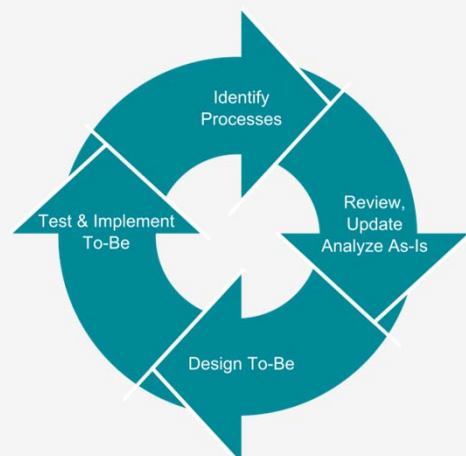 Identify
Processes
Review,
Update
Analyze As-Is
Design To-Be
Test & Implement
To-Be